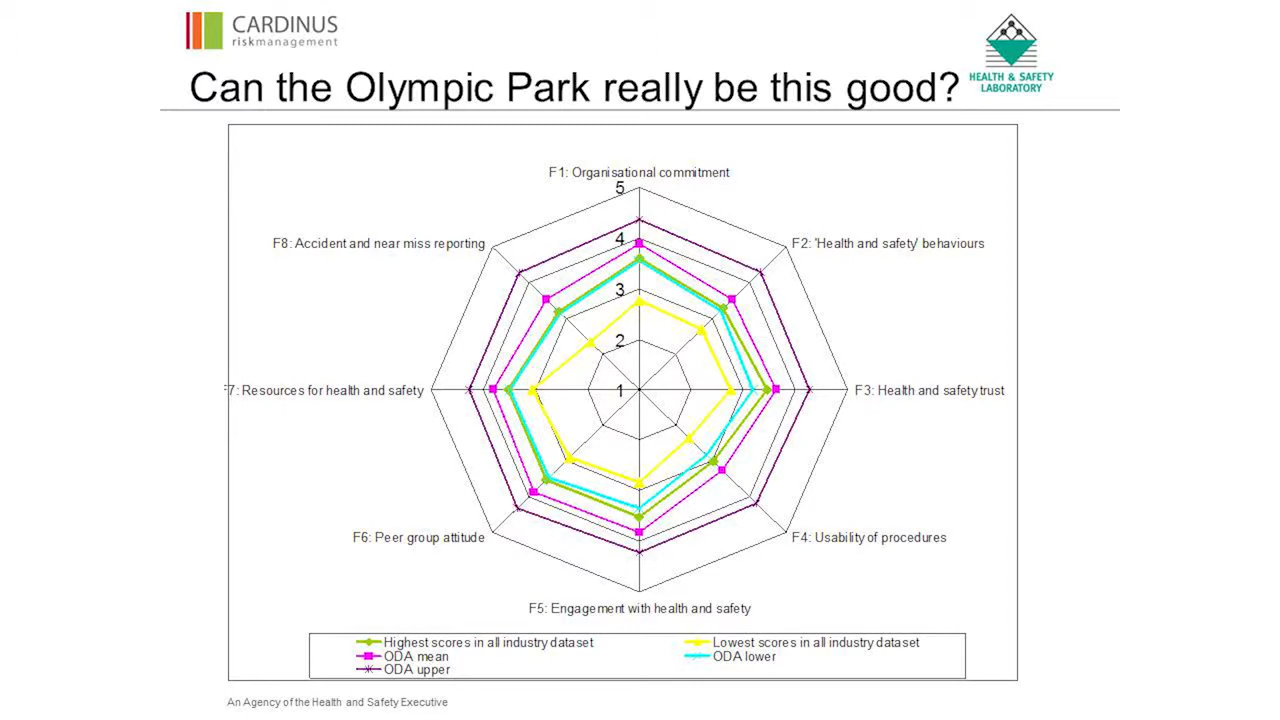 CARDINUS
riskmanagement
HEALTH & SAFETY
LABORATORY
Can the Olympic Park really be this good?
F1: Organisational commitment
5
F8: Accident and near miss reporting
4
F2: 'Health and safety' behaviours
3
2
F7: Resources for health and safety
1
F3: Health and safety trust
F6: Peer group attitude
F4: Usability of procedures
F5: Engagement with health and safety
Highest scores in all industry dataset
Lowest scores in all industry dataset
ODA mean
ODA lower
ODA upper
An Agency of the Health and Safety Executive